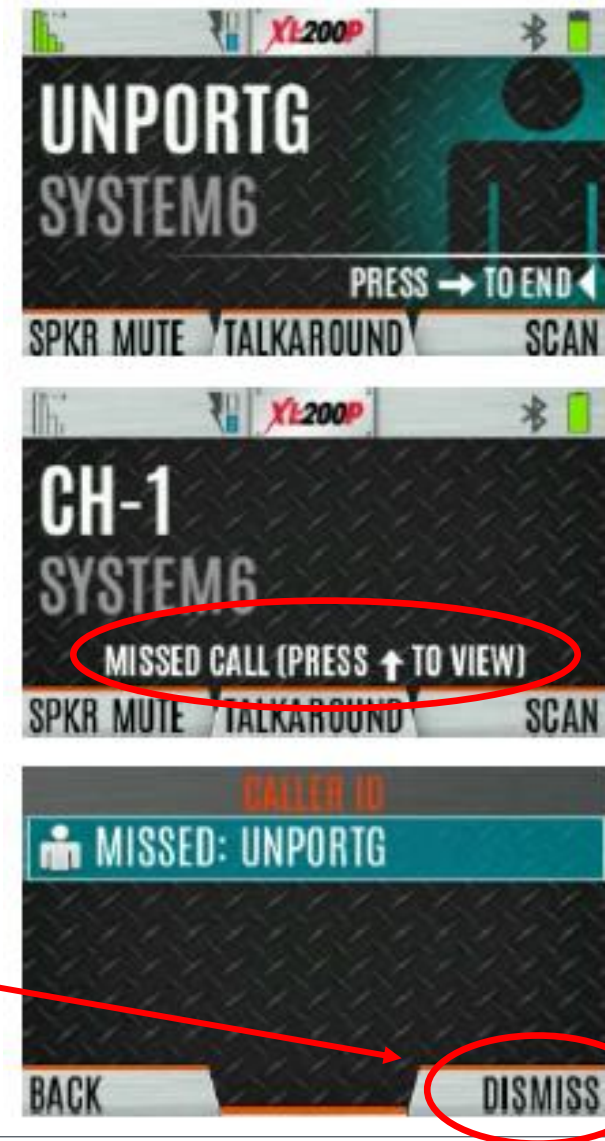 XL200P
UNPORTG
SYSTEM6
PRESS → TO END
SPKR MUTE TALKAROUND SCAN
XL200P
CH-1
SYSTEM6
MISSED CALL (PRESS ↑ TO VIEW)
SPKR MUTE TALKAROUND SCAN
CALLER ID
MISSED: UNPORTG
BACK DISMISS